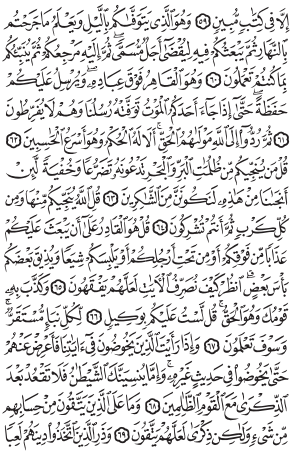 إِلَّا فِي كِتَٰبٍ مُّبِينٍ ٥٩ وَهُوَ ٱلَّذِي يَتَوَفَّىٰكُم بِٱلَّيْلِ وَيَعْلَمُ مَا جَرَحْتُم
بِٱلنَّهَارِ ثُمَّ يَبْعَثُكُمْ فِيهِ لِيُقْضَىٰٓ أَجَلٌ مُّسَمًّى ثُمَّ إِلَيْهِ مَرْجِعُكُمْ ثُمَّ يُنَبِّئُكُم
بِمَا كُنتُمْ تَعْمَلُونَ ٦٠ وَهُوَ ٱلْقَاهِرُ فَوْقَ عِبَادِهِۦ وَيُرْسِلُ عَلَيْكُمْ
حَفَظَةً حَتَّىٰٓ إِذَا جَآءَ أَحَدَكُمُ ٱلْمَوْتُ تَوَفَّتْهُ رُسُلُنَا وَهُمْ لَا يُفَرِّطُونَ
٦١ ثُمَّ رُدُّوٓا۟ إِلَى ٱللَّهِ مَوْلَىٰهُمُ ٱلْحَقِّ أَلَا لَهُ ٱلْحُكْمُ وَهُوَ أَسْرَعُ ٱلْحَٰسِبِينَ ٦٢
قُلْ مَن يُنَجِّيكُم مِّن ظُلُمَٰتِ ٱلْبَرِّ وَٱلْبَحْرِ تَدْعُونَهُۥ تَضَرُّعًا وَخُفْيَةً لَّئِنْ
أَنجَىٰنَا مِنْ هَٰذِهِۦ لَنَكُونَنَّ مِنَ ٱلشَّٰكِرِينَ ٦٣ قُلِ ٱللَّهُ يُنَجِّيكُم مِّنْهَا وَمِن
كُلِّ كَرْبٍ ثُمَّ أَنتُمْ تُشْرِكُونَ ٦٤ قُلْ هُوَ ٱلْقَادِرُ عَلَىٰٓ أَن يَبْعَثَ عَلَيْكُمْ
عَذَابًا مِّن فَوْقِكُمْ أَوْ مِن تَحْتِ أَرْجُلِكُمْ أَوْ يَلْبِسَكُمْ شِيَعًا وَيُذِيقَ بَعْضَكُم
بَأْسَ بَعْضٍ ٱنظُرْ كَيْفَ نُصَرِّفُ ٱلْءَايَٰتِ لَعَلَّهُمْ يَفْقَهُونَ ٦٥ وَكَذَّبَ بِهِۦ
قَوْمُكَ وَهُوَ ٱلْحَقُّ قُل لَّسْتُ عَلَيْكُم بِوَكِيلٍ ٦٦ لِّكُلِّ نَبَإٍ مُّسْتَقَرٌّ
وَسَوْفَ تَعْلَمُونَ ٦٧ وَإِذَا رَأَيْتَ ٱلَّذِينَ يَخُوضُونَ فِيٓ ءَايَٰتِنَا فَأَعْرِضْ عَنْهُمْ
حَتَّىٰ يَخُوضُوا۟ فِي حَدِيثٍ غَيْرِهِۦ وَإِمَّا يُنسِيَنَّكَ ٱلشَّيْطَٰنُ فَلَا تَقْعُدْ بَعْدَ
ٱلذِّكْرَىٰ مَعَ ٱلْقَوْمِ ٱلظَّٰلِمِينَ ٦٨ وَمَا عَلَى ٱلَّذِينَ يَتَّقُونَ مِنْ حِسَابِهِم
مِّن شَيْءٍ وَلَٰكِن ذِكْرَىٰ لَعَلَّهُمْ يَتَّقُونَ ٦٩ وَذَرِ ٱلَّذِينَ ٱتَّخَذُوا۟ دِينَهُمْ لَعِبًا